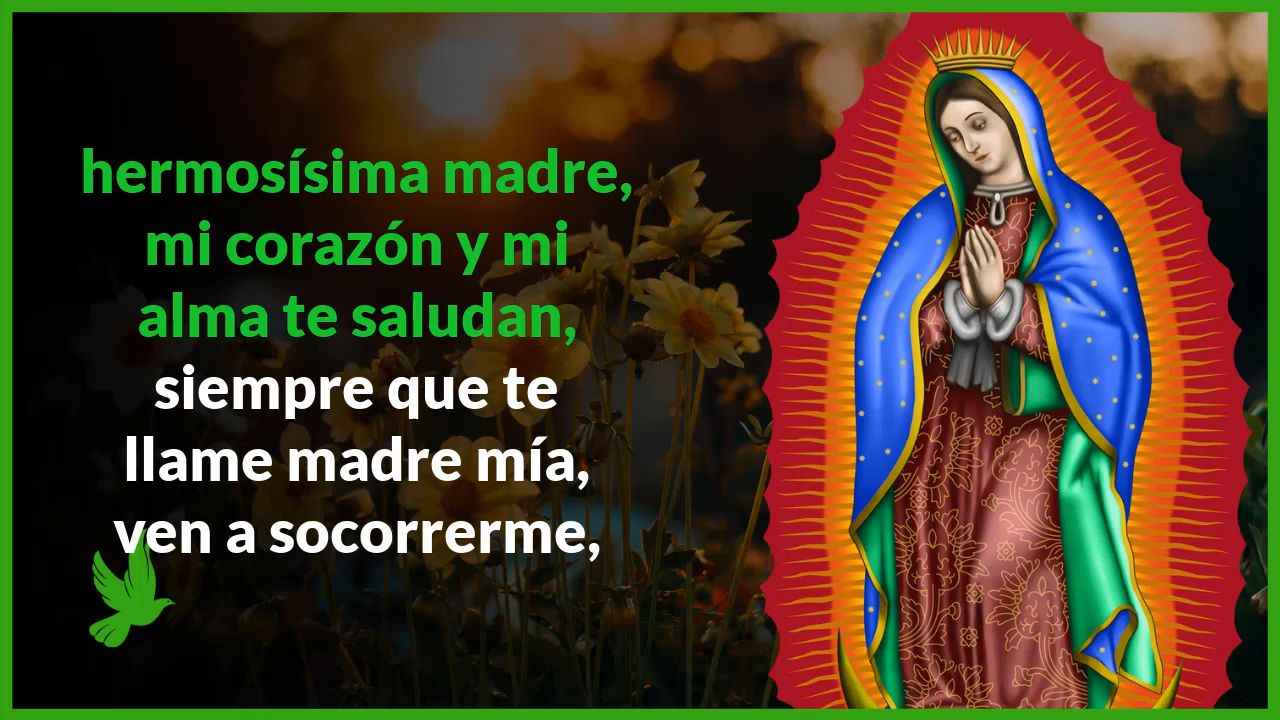 hermosísima madre,
mi corazón y mi
alma te saludan,
siempre que te
llame madre mía,
ven a socorrerme,